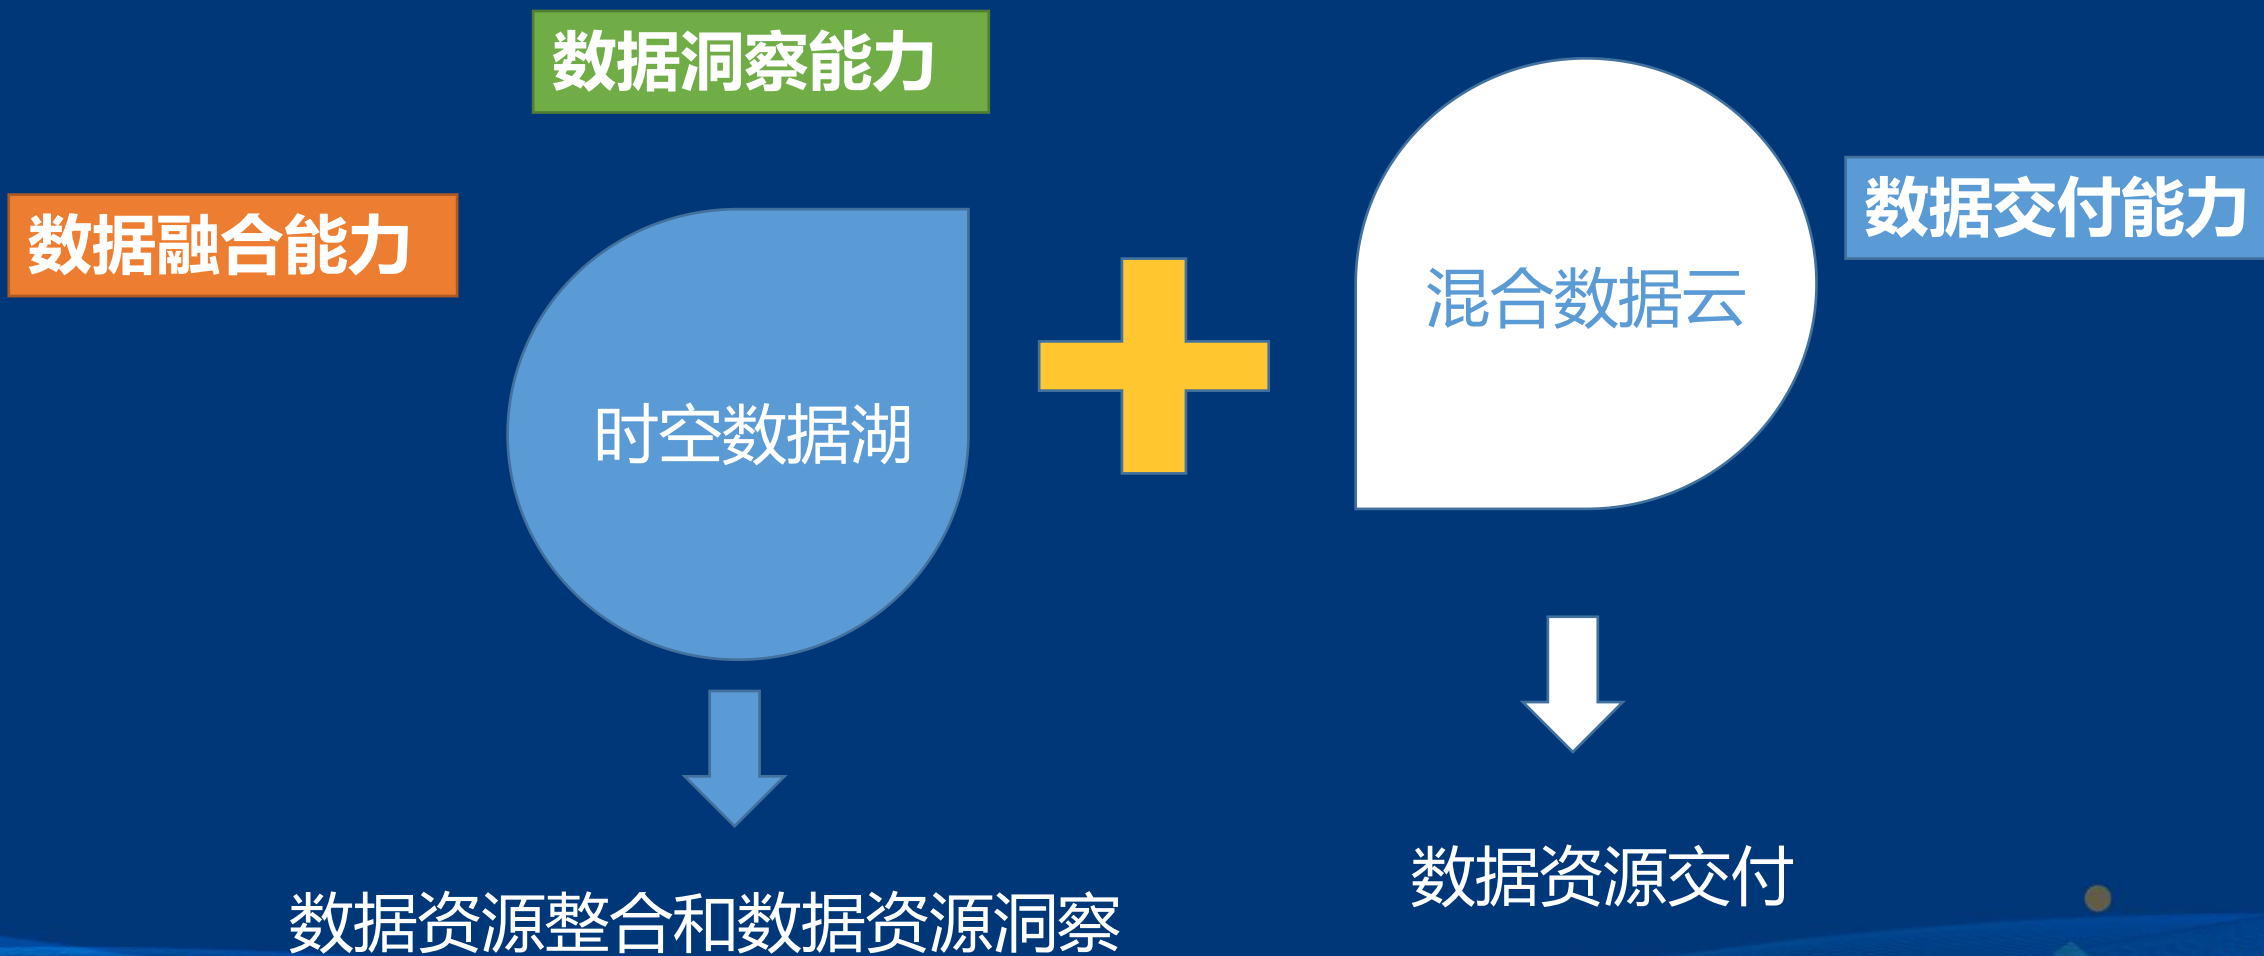 数据洞察能力
数据融合能力
数据交付能力
混合数据云
时空数据湖
数据资源交付
数据资源整合和数据资源洞察